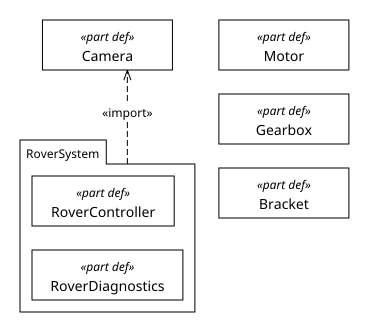 «part def»
Camera
«part def»
Motor
«import»
«part def»
Gearbox
RoverSystem
«part def»
RoverController
«part def»
Bracket
«part def»
RoverDiagnostics